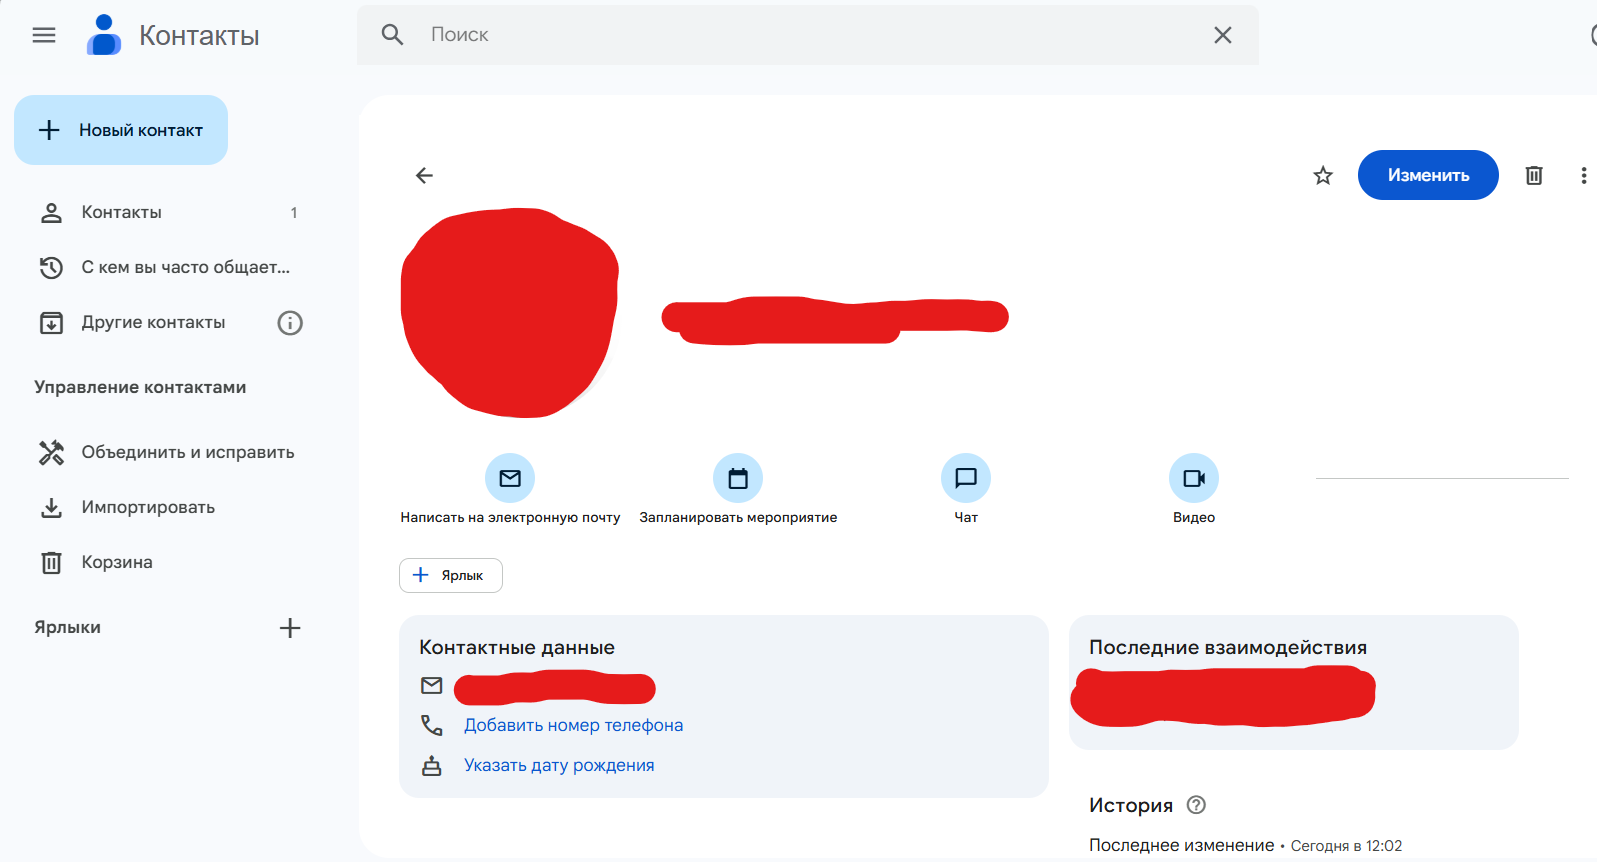 Контакты
Поиск
Новый контакт
Контакты 1
С кем вы часто общает...
Другие контакты
Управление контактами
Объединить и исправить
Импортировать
Корзина
Ярлыки
Изменить
Написать на электронную почту
Запланировать мероприятие
Чат
Видео
Ярлык
Контактные данные
Добавить номер телефона
Указать дату рождения
Последние взаимодействия
История
Последнее изменение • Сегодня в 12:02